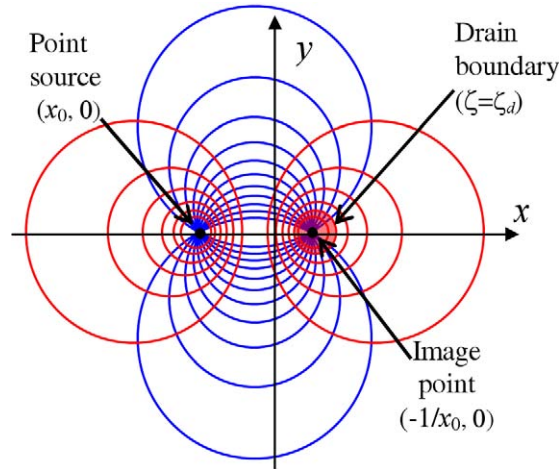 Point
source
(x₀, 0)
y
Drain
boundary
(ζ=ζd)
x
Image
point
(-1/x₀, 0)